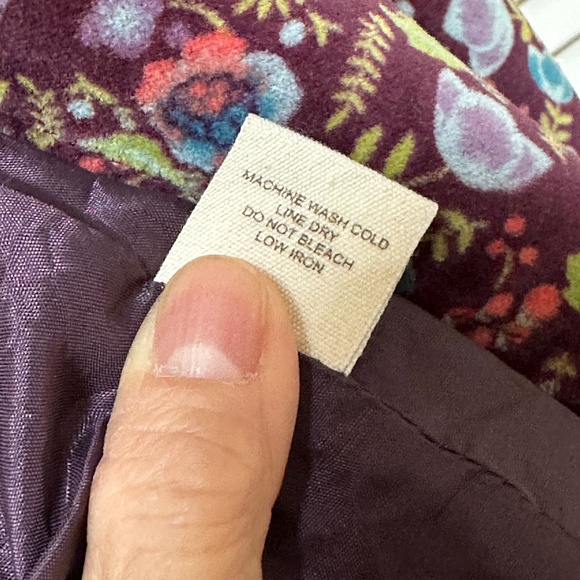 MACHINE WASH COLD
LINE DRY
DO NOT BLEACH
LOW IRON